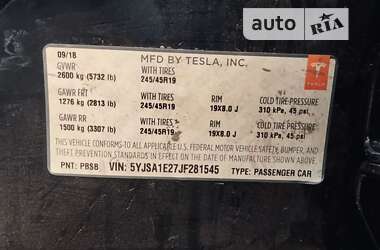 auto RIA
09/18
MFD BY TESLA, INC.
GVWR
2600 kg (5732 lb)
WITH TIRES
245/45R19
TESLA
GAWR FRT
1276 kg (2813 lb)
WITH TIRES
245/45R19
RIM
19X8.0 J
COLD TIRE PRESSURE
310 kPa, 45 psi
GAWR RR
1500 kg (3307 lb)
WITH TIRES
245/45R19
RIM
19X8.0 J
COLD TIRE PRESSURE
310 kPa, 45 psi
THIS VEHICLE CONFORMS TO ALL APPLICABLE U.S. FEDERAL MOTOR VEHICLE SAFETY, BUMPER, AND
THEFT PREVENTION STANDARDS IN EFFECT ON THE DATE OF MANUFACTURE SHOWN ABOVE.
PNT: PBSB
VIN: 5YJSA1E27JF281545
TYPE: PASSENGER CAR